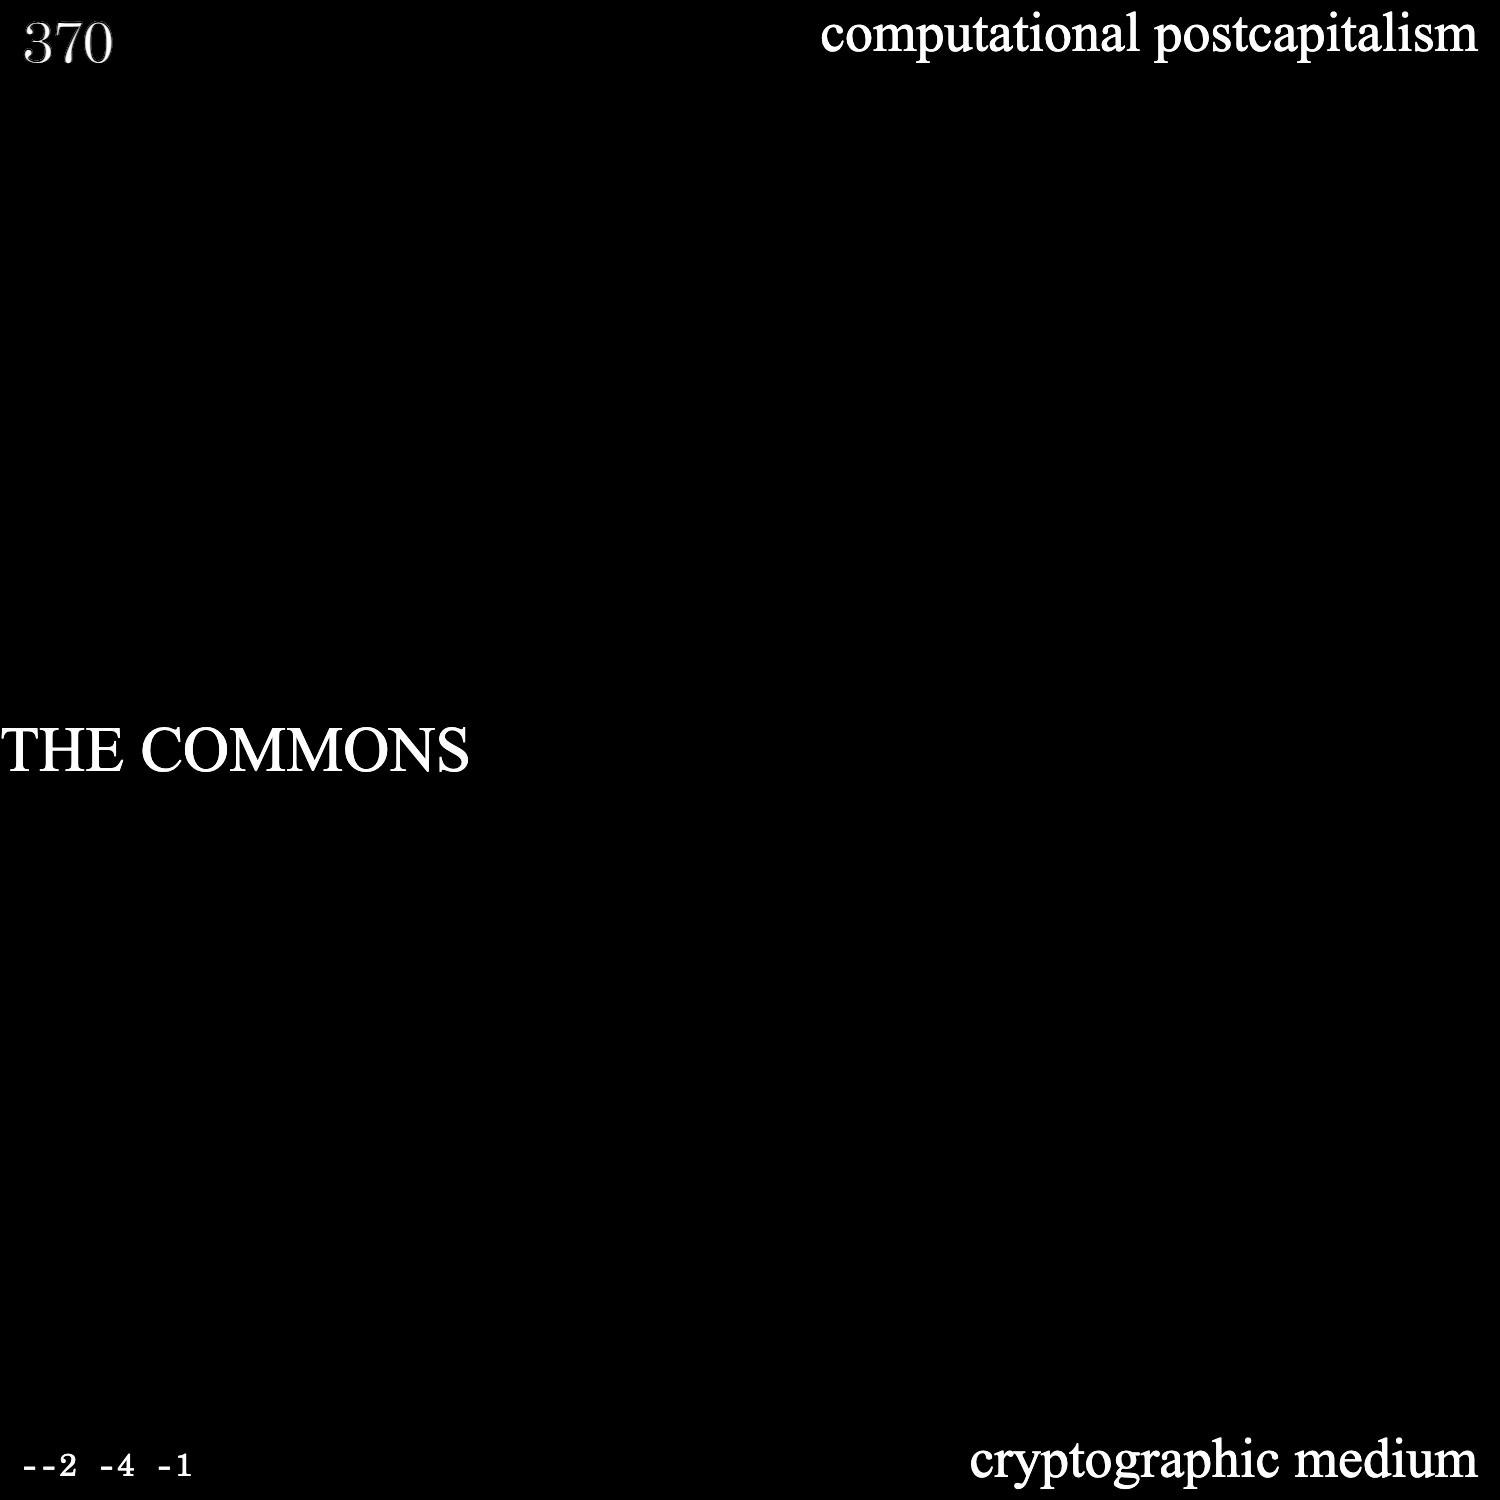 370
computational postcapitalism
THE COMMONS
--2 -4 -1
cryptographic medium